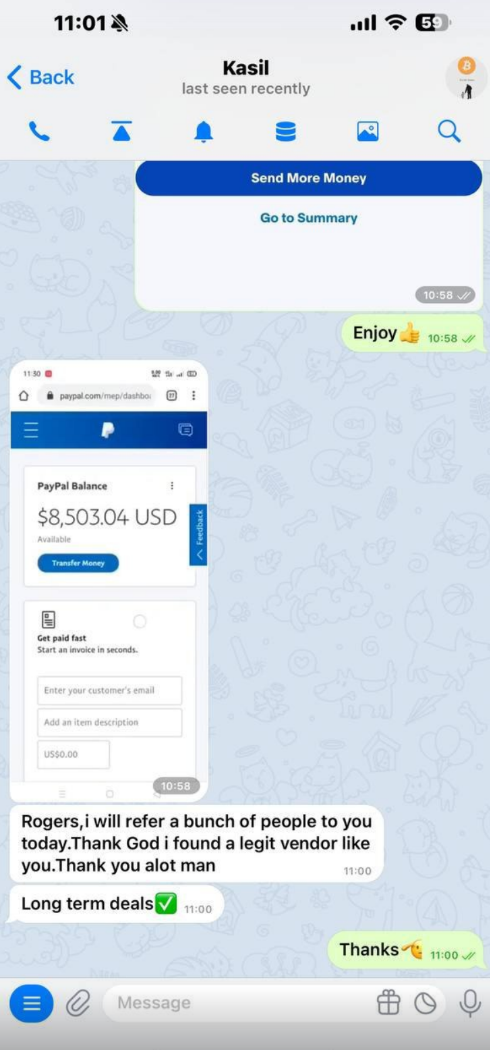 11:01
59
Back
Kasil
last seen recently
Send More Money
Go to Summary
10:58
Enjoy👍 10:58
11:30
paypal.com/mep/dashbo
PayPal Balance
$8,503.04 USD
Available
Feedback
Transfer Money
Get paid fast
Start an invoice in seconds.
Enter your customer's email
Add an item description
US$0.00
10:58
Rogers,i will refer a bunch of people to you
today.Thank God i found a legit vendor like
you.Thank you alot man
11:00
Long term deals✅ 11:00
Thanks🫡 11:00
Message